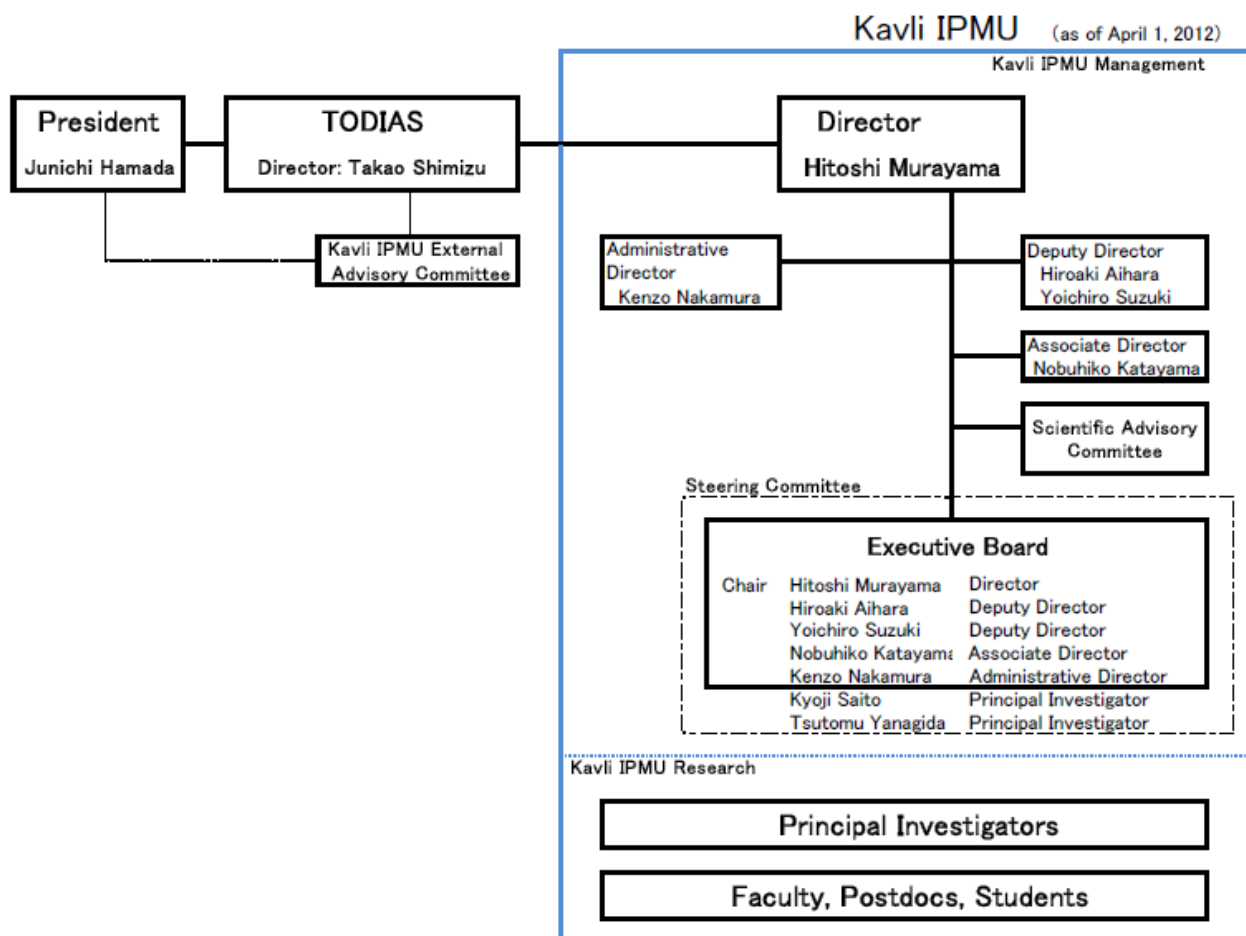 Kavli IPMU (as of April 1, 2012)
Kavli IPMU Management
President
Junichi Hamada
TODIAS
Director: Takao Shimizu
Director
Hitoshi Murayama
Kavli IPMU External
Advisory Committee
Administrative
Director
Kenzo Nakamura
Deputy Director
Hiroaki Aihara
Yoichiro Suzuki
Associate Director
Nobuhiko Katayama
Scientific Advisory
Committee
Steering Committee
Executive Board
Chair Hitoshi Murayama Director
Hiroaki Aihara Deputy Director
Yoichiro Suzuki Deputy Director
Nobuhiko Katayama Associate Director
Kenzo Nakamura Administrative Director
Kyoji Saito Principal Investigator
Tsutomu Yanagida Principal Investigator
Kavli IPMU Research
Principal Investigators
Faculty, Postdocs, Students